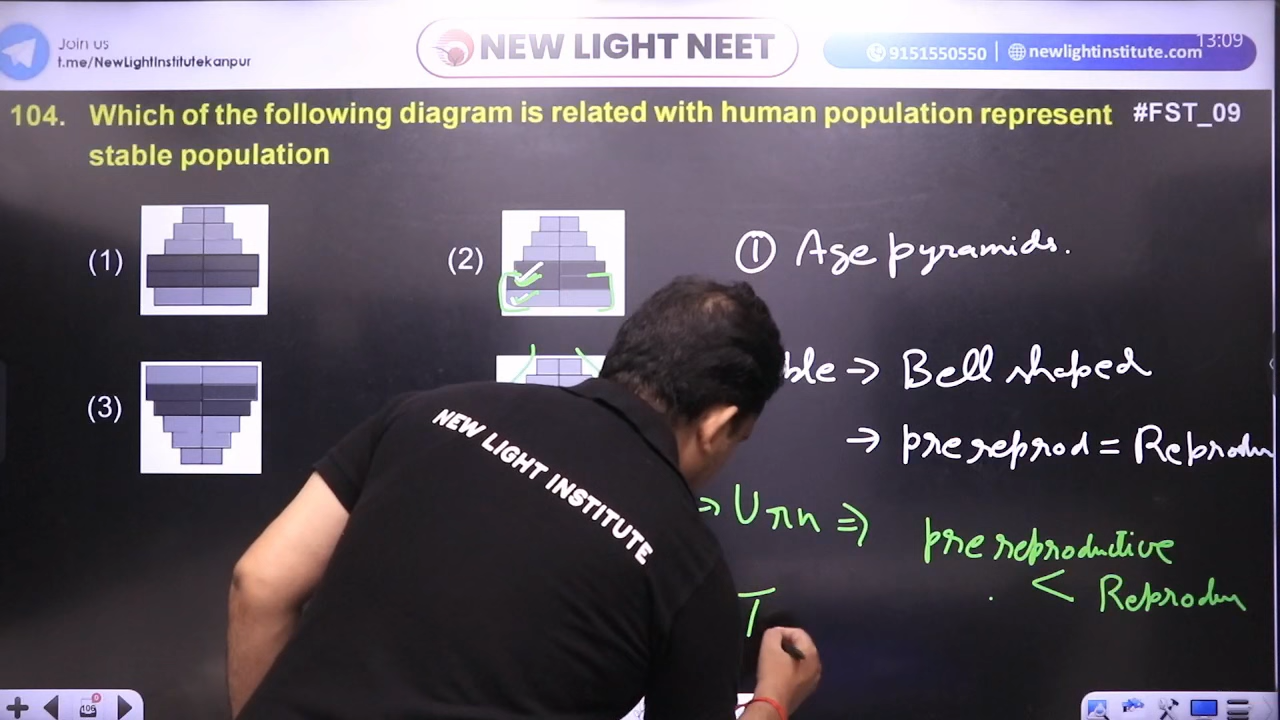 Join us
t.me/NewLightInstitutekanpur
NEW LIGHT NEET
9151550550 | newlightinstitute.com
13:09
104. Which of the following diagram is related with human population represent #FST_09
stable population
(1)
(2)
(3)
① Age pyramids.
ble → Bell shaped
→ prereprod = Reprodu
⇒ Urn ⇒ prereproductive
< Reprodu
T
NEW LIGHT INSTITUTE
106